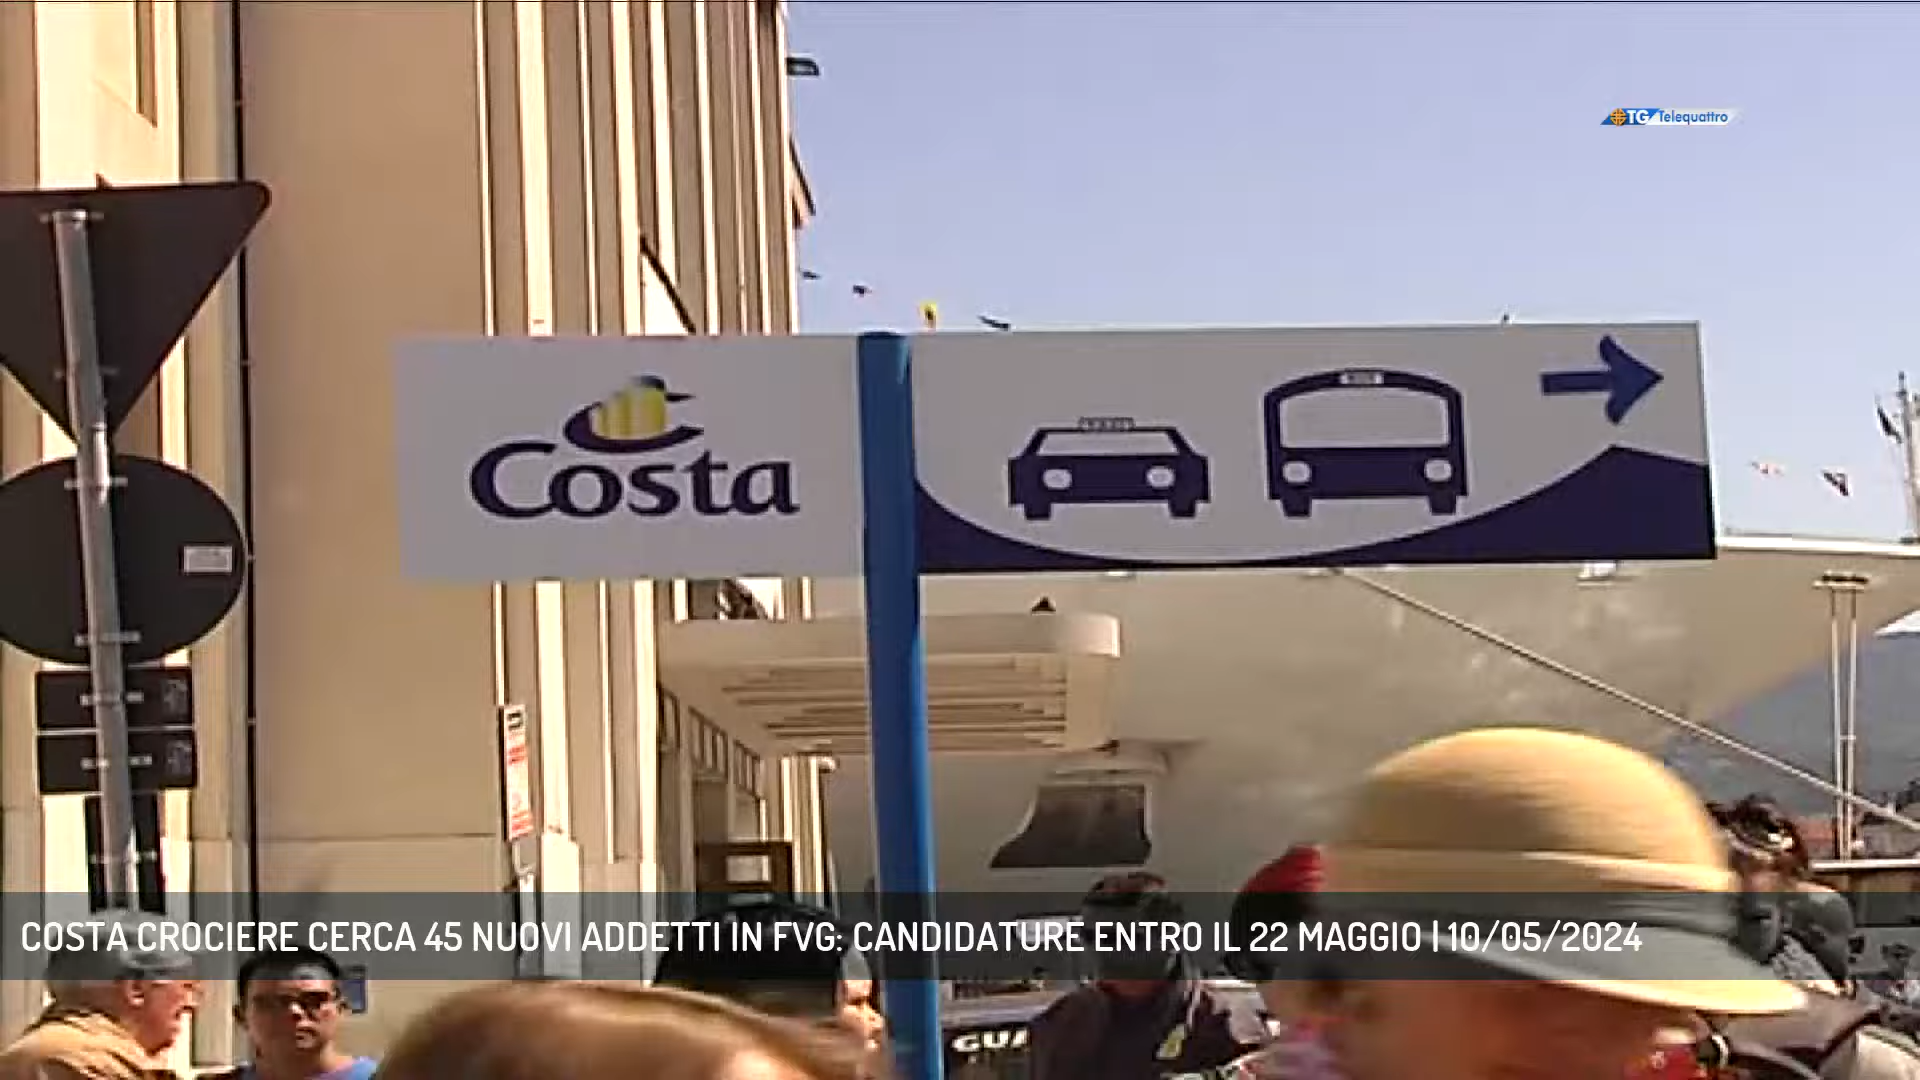 TG Telequattro
Costa
TAXI
COSTA CROCIERE CERCA 45 NUOVI ADDETTI IN FVG: CANDIDATURE ENTRO IL 22 MAGGIO | 10/05/2024